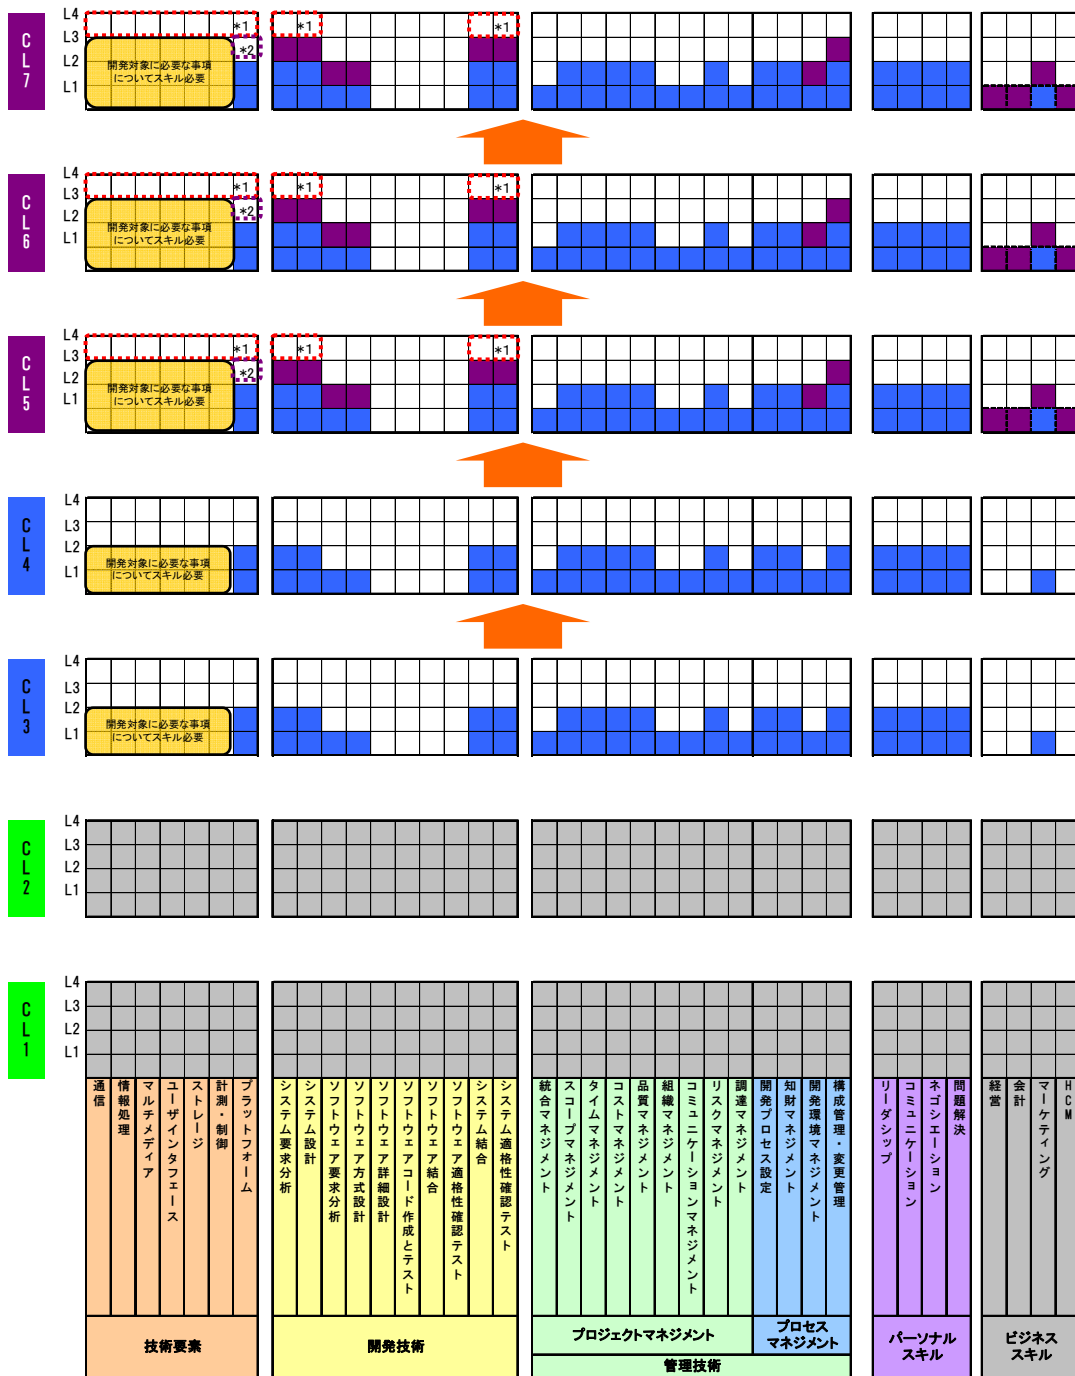 CL7
L4
L3
L2
L1
*1
*2
*1
*1
開発対象に必要な事項
についてスキル必要
CL6
L4
L3
L2
L1
*1
*2
*1
*1
開発対象に必要な事項
についてスキル必要
CL5
L4
L3
L2
L1
*1
*2
*1
*1
開発対象に必要な事項
についてスキル必要
CL4
L4
L3
L2
L1
開発対象に必要な事項
についてスキル必要
CL3
L4
L3
L2
L1
開発対象に必要な事項
についてスキル必要
CL2
L4
L3
L2
L1
CL1
L4
L3
L2
L1
通信
情報処理
マルチメディア
ユーザインタフェース
ストレージ
計測・制御
プラットフォーム
システム要求分析
システム設計
ソフトウェア要求分析
ソフトウェア方式設計
ソフトウェア詳細設計
ソフトウェアコード作成とテスト
ソフトウェア結合
ソフトウェア適格性確認テスト
システム結合
システム適格性確認テスト
統合マネジメント
スコープマネジメント
タイムマネジメント
コストマネジメント
品質マネジメント
組織マネジメント
コミュニケーションマネジメント
リスクマネジメント
調達マネジメント
開発プロセス設定
知財マネジメント
開発環境マネジメント
構成管理・変更管理
リーダシップ
コミュニケーション
ネゴシエーション
問題解決
経営
会計
マーケティング
HCM
技術要素
開発技術
プロジェクトマネジメント
プロセス
マネジメント
管理技術
パーソナル
スキル
ビジネス
スキル